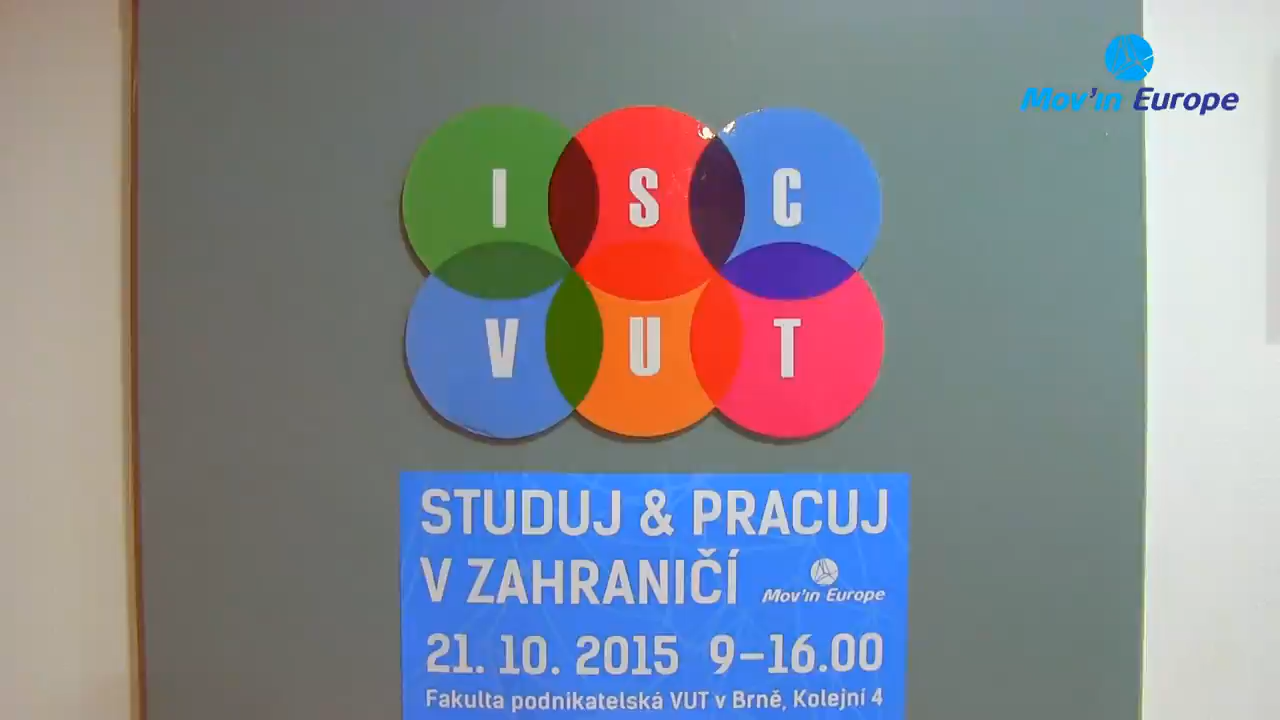 Mov'in Europe
I S C
V U T
STUDUJ & PRACUJ
V ZAHRANIČÍ
Mov'in Europe
21. 10. 2015 9–16.00
Fakulta podnikatelská VUT v Brně, Kolejní 4